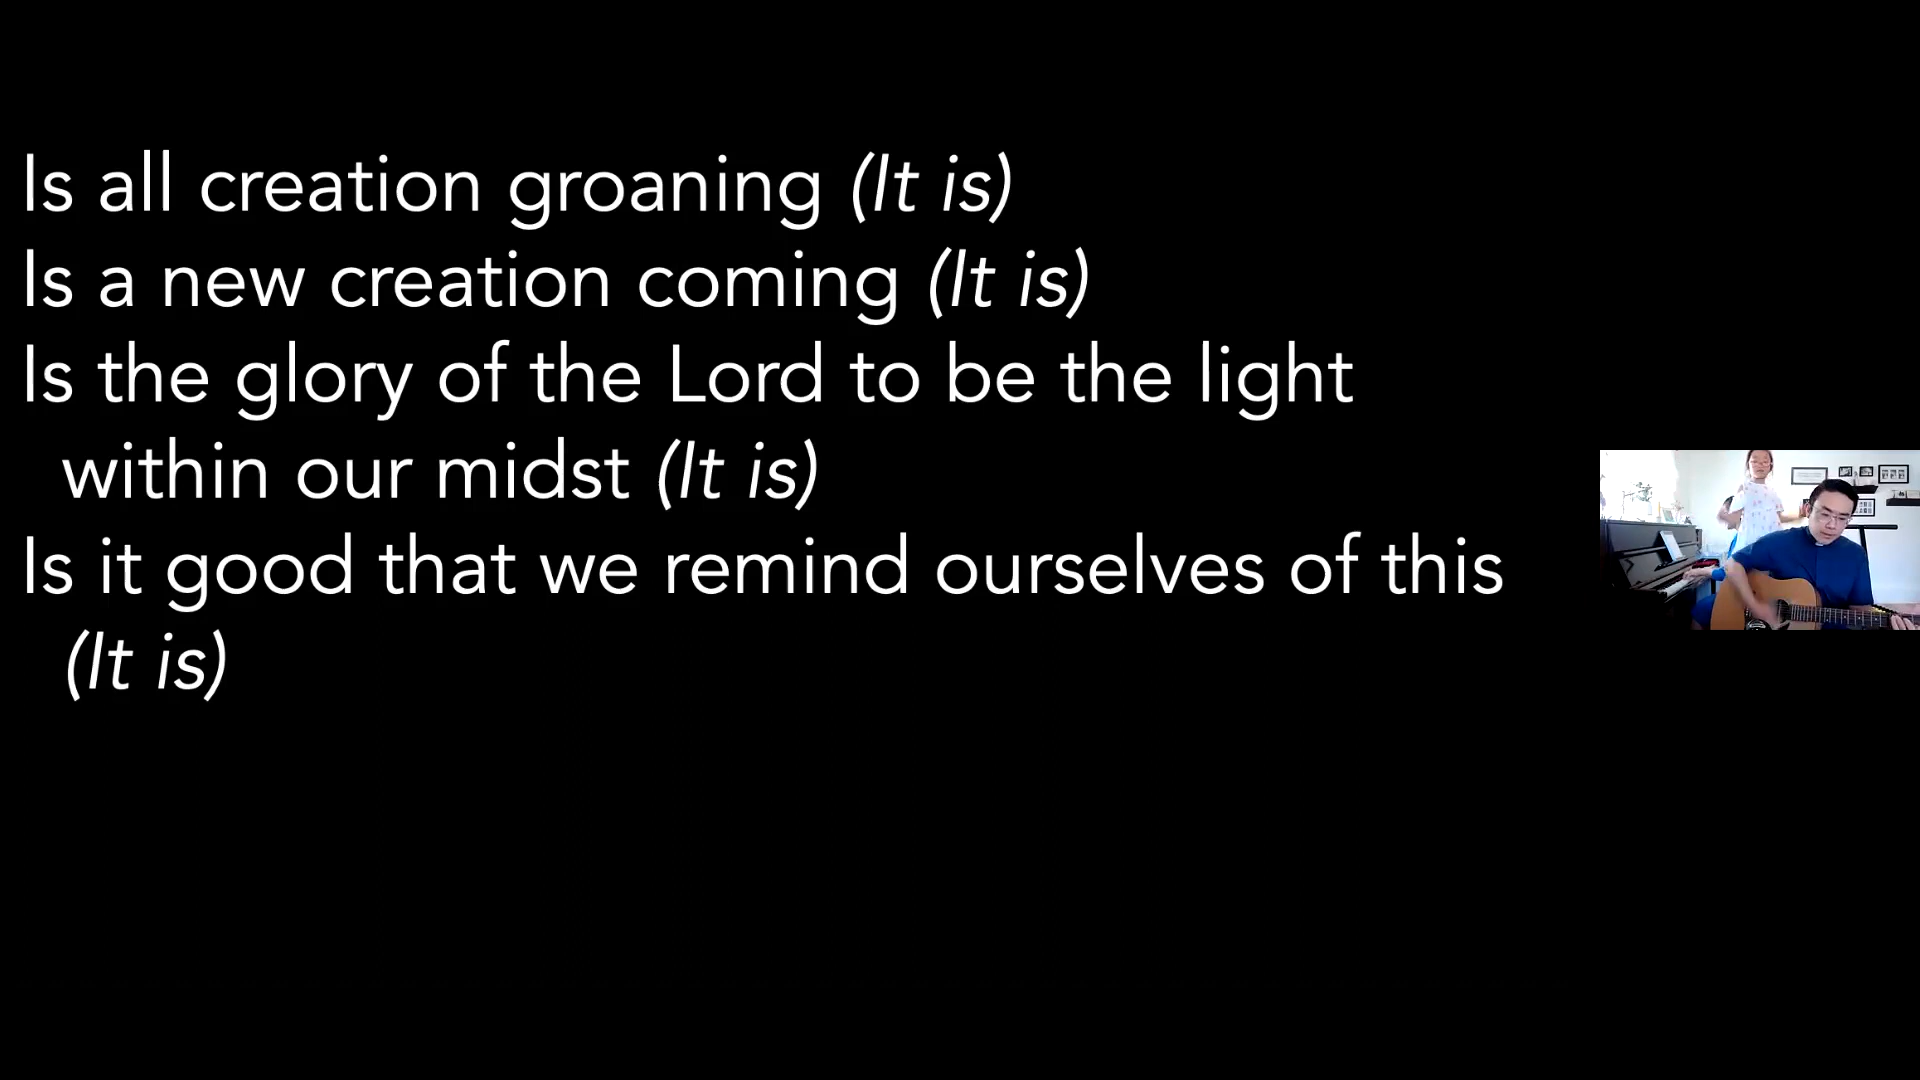 Is all creation groaning (It is)
Is a new creation coming (It is)
Is the glory of the Lord to be the light
within our midst (It is)
Is it good that we remind ourselves of this
(It is)